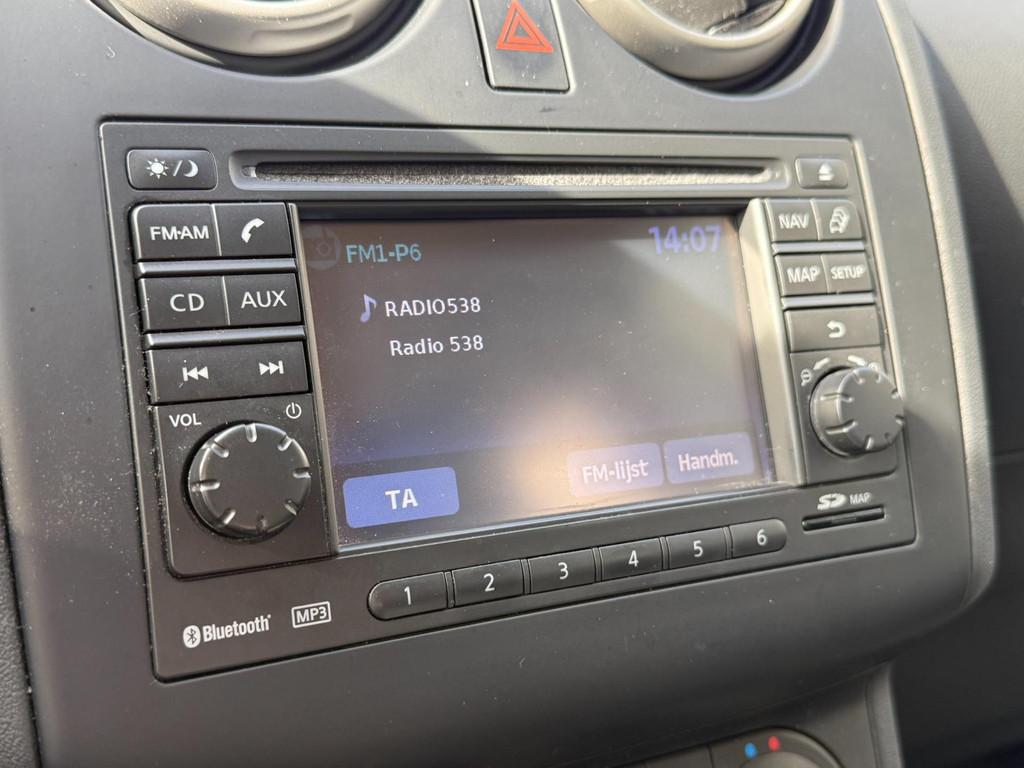 FM·AM
CD
AUX
VOL
FM1-P6
14:07
RADIO538
Radio 538
TA
FM-lijst
Handm.
NAV
MAP
SETUP
SD MAP
1 2 3 4 5 6
Bluetooth
MP3